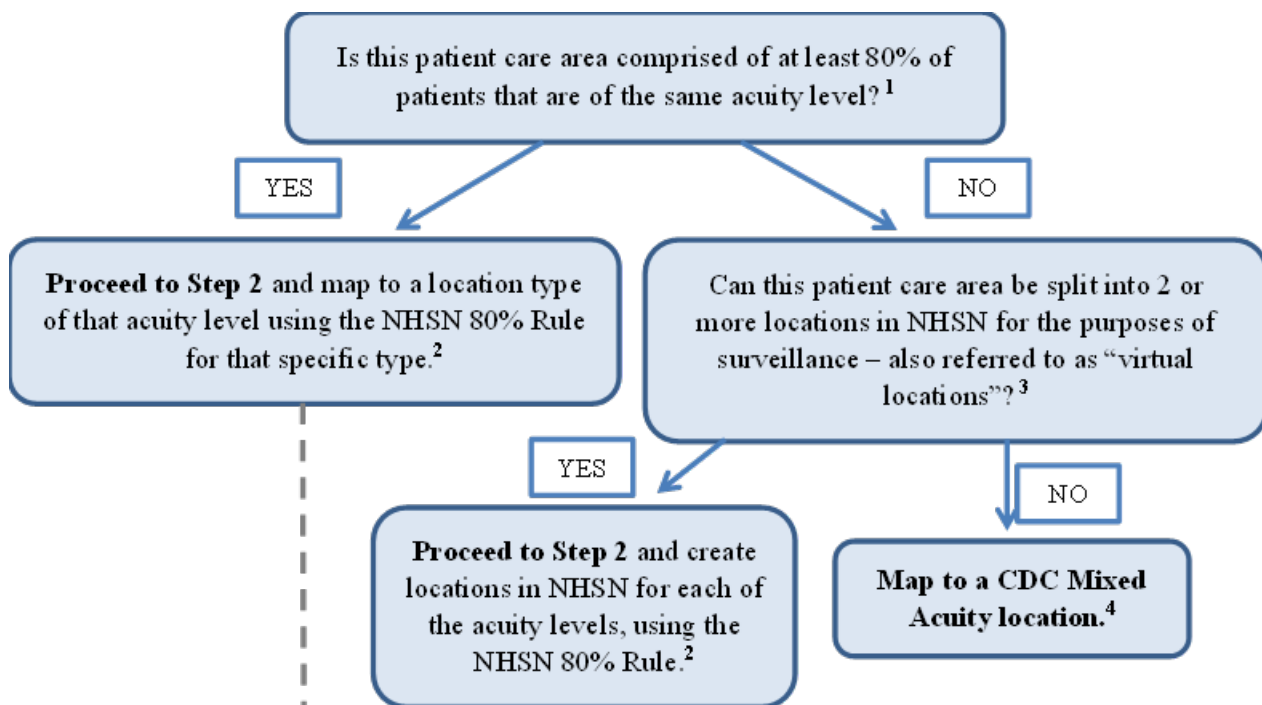 Is this patient care area comprised of at least 80% of
patients that are of the same acuity level? 1
YES
NO
Proceed to Step 2 and map to a location type
of that acuity level using the NHSN 80% Rule
for that specific type.2
Can this patient care area be split into 2 or
more locations in NHSN for the purposes of
surveillance – also referred to as “virtual
locations”? 3
YES
NO
Proceed to Step 2 and create
locations in NHSN for each of
the acuity levels, using the
NHSN 80% Rule.2
Map to a CDC Mixed
Acuity location.4